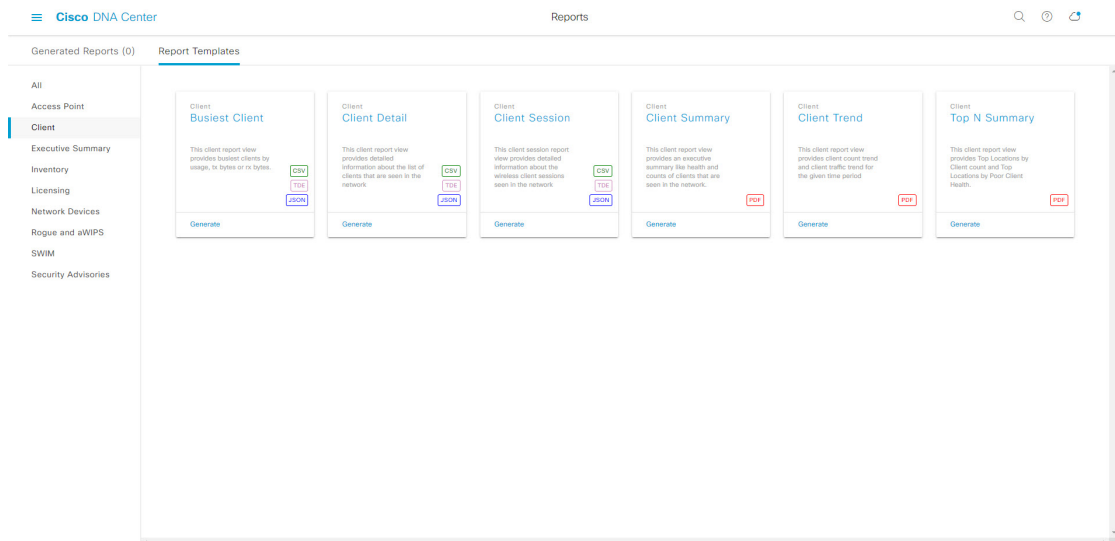 Cisco DNA Center
Reports
Generated Reports (0)
Report Templates
All
Access Point
Client
Executive Summary
Inventory
Licensing
Network Devices
Rogue and aWIPS
SWIM
Security Advisories
Client
Busiest Client
This client report view
provides busiest clients by
usage, tx bytes or rx bytes.
CSV
TDE
JSON
Generate
Client
Client Detail
This client report view
provides detailed
information about the list of
clients that are seen in the
network
CSV
TDE
JSON
Generate
Client
Client Session
This client session report
view provides detailed
information about the
wireless client sessions
seen in the network
CSV
TDE
JSON
Generate
Client
Client Summary
This client report view
provides an executive
summary like health and
counts of clients that are
seen in the network.
PDF
Generate
Client
Client Trend
This client report view
provides client count trend
and client traffic trend for
the given time period
PDF
Generate
Client
Top N Summary
This client report view
provides Top Locations by
Client count and Top
Locations by Poor Client
Health.
PDF
Generate